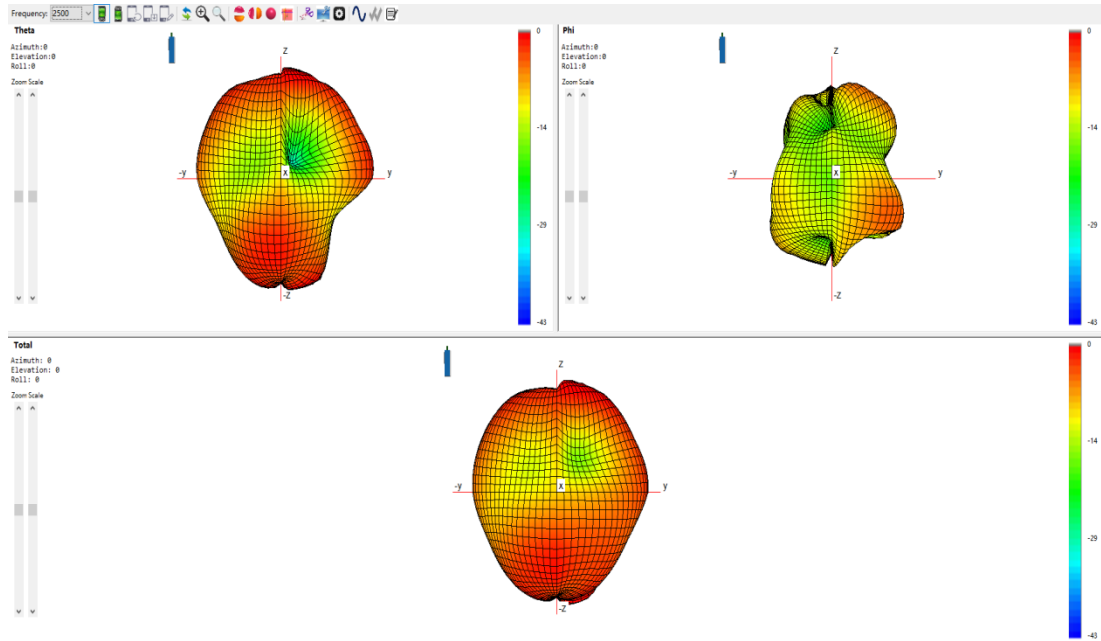 Frequency: 2500
Theta
Azimuth:0
Elevation:0
Roll:0
Zoom Scale
Z
-y
X
y
-Z
0
-14
-29
-43
Phi
Azimuth:0
Elevation:0
Roll:0
Zoom Scale
Z
-y
X
y
-Z
0
-14
-29
-43
Total
Azimuth: 0
Elevation: 0
Roll: 0
Zoom Scale
Z
-y
X
y
-Z
0
-14
-29
-43